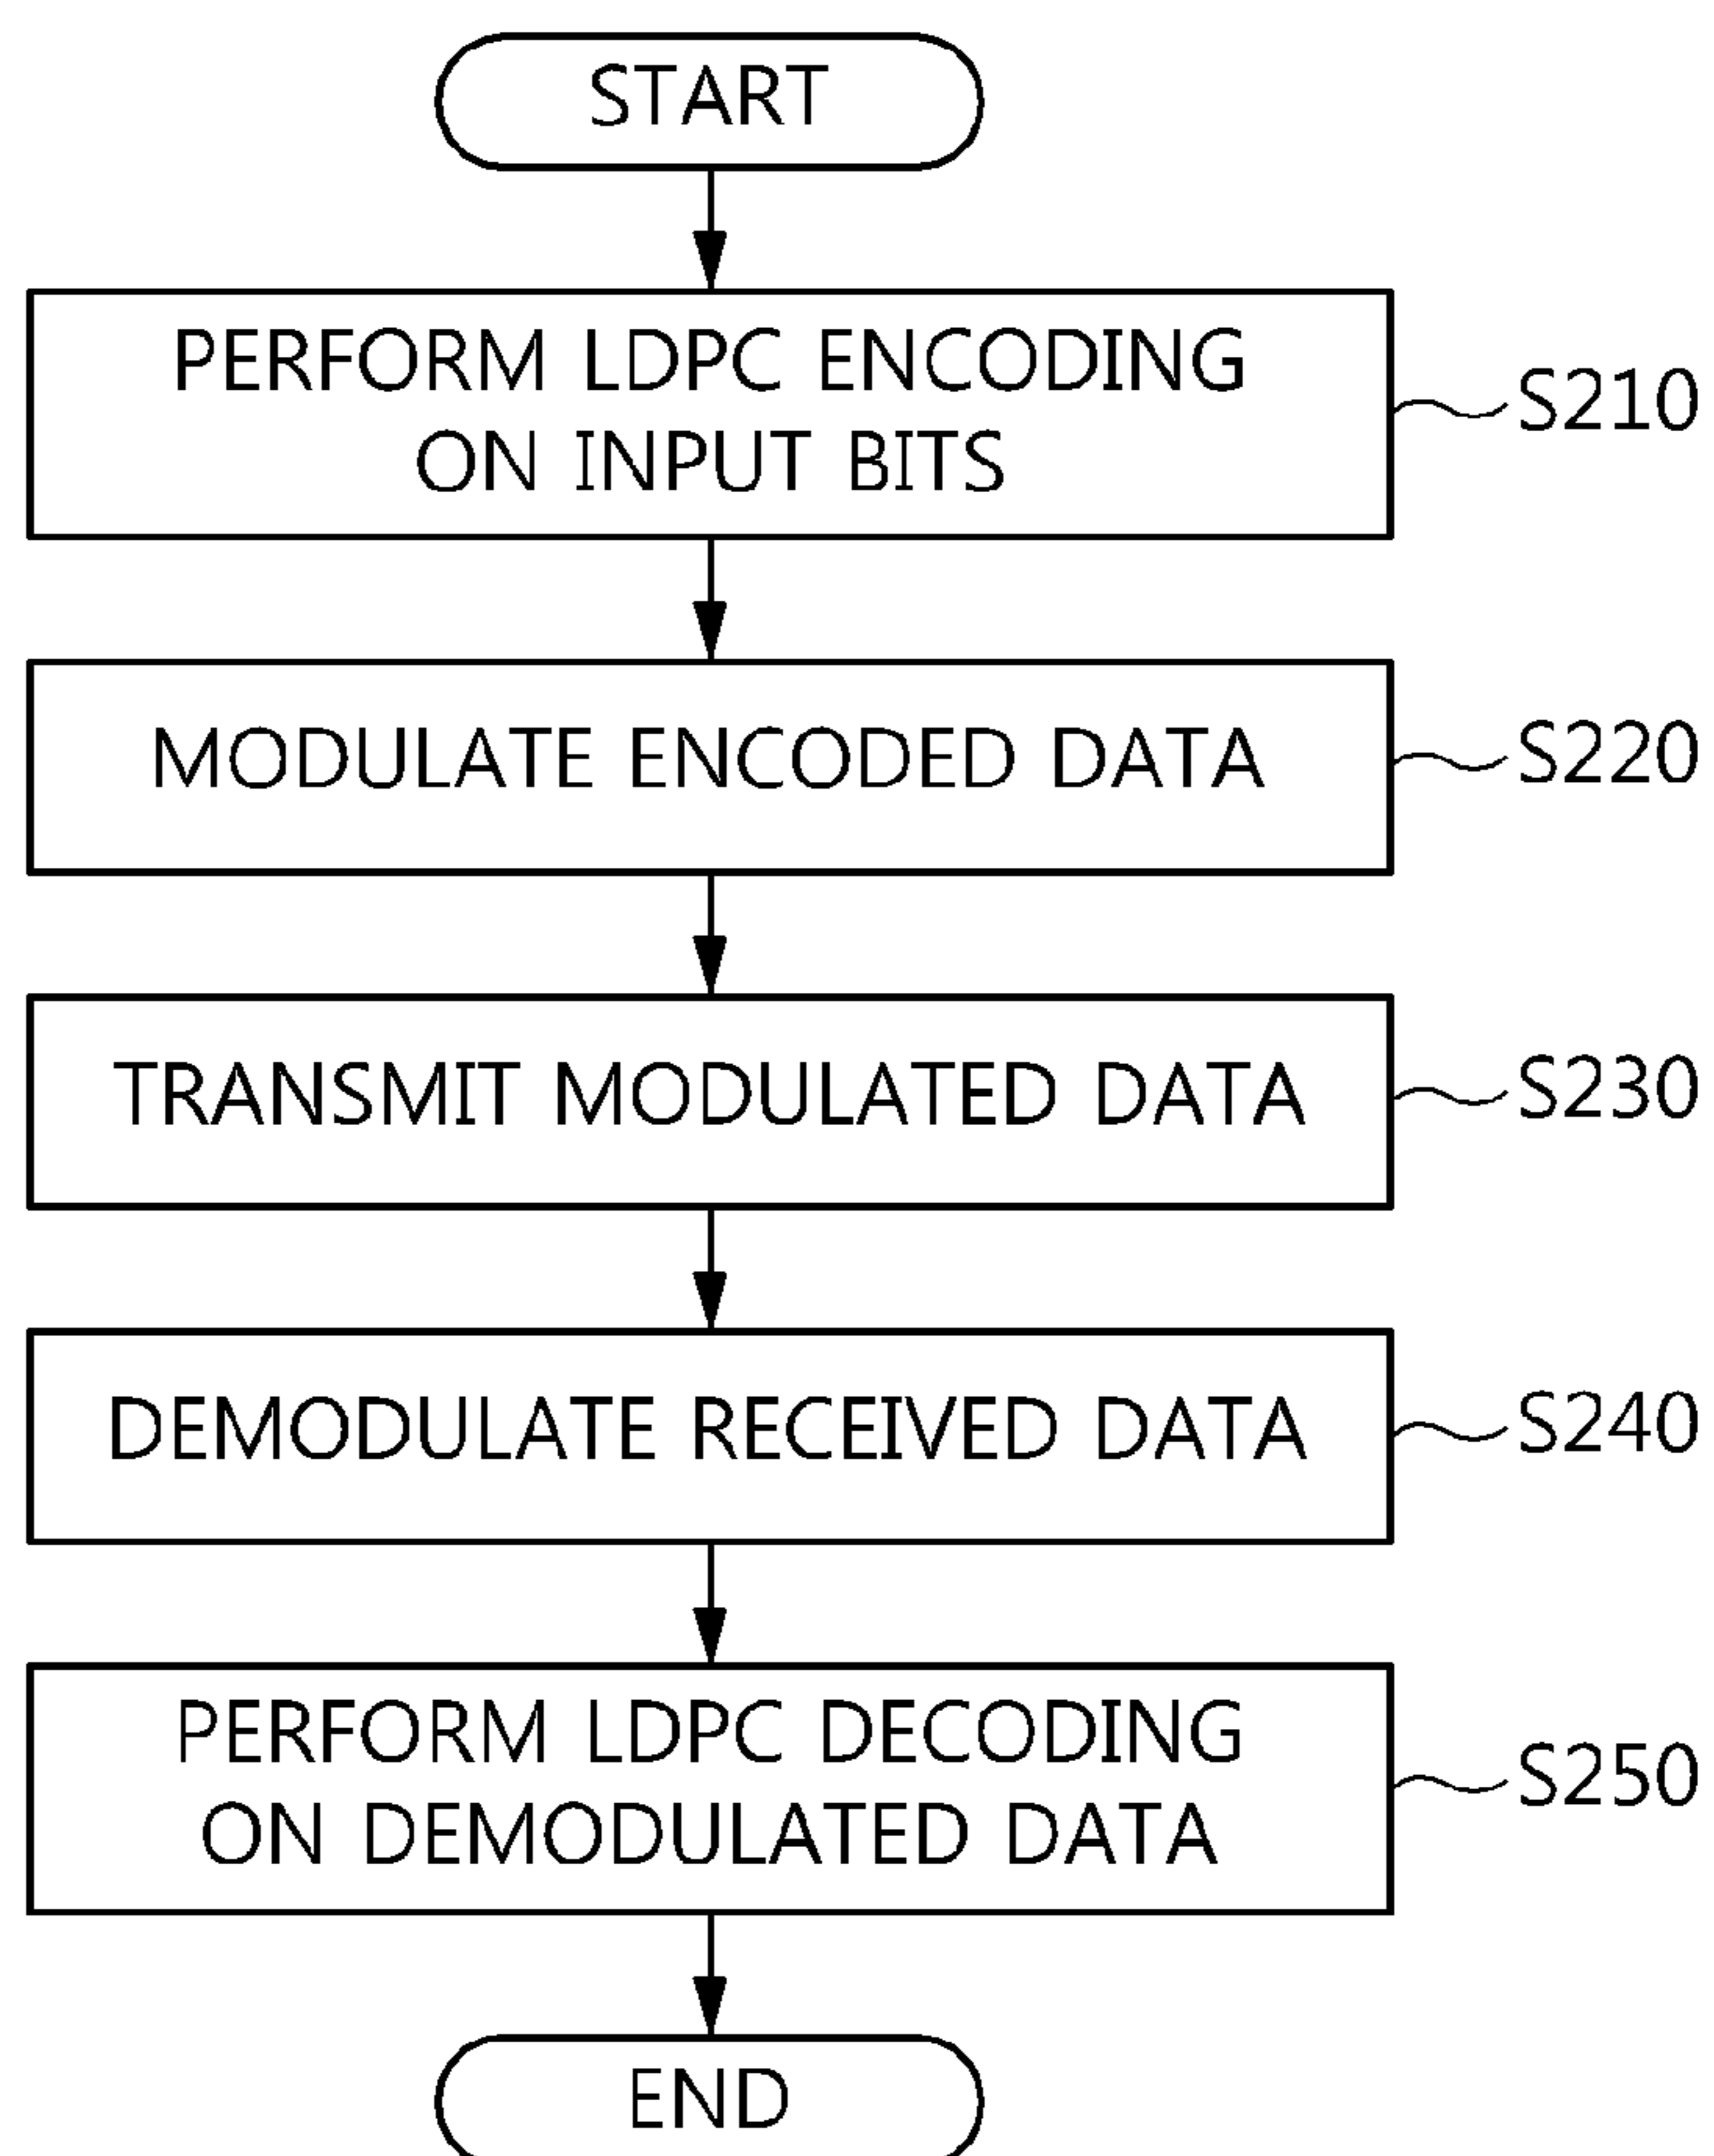 START
PERFORM LDPC ENCODING
ON INPUT BITS
S210
MODULATE ENCODED DATA
S220
TRANSMIT MODULATED DATA
S230
DEMODULATE RECEIVED DATA
S240
PERFORM LDPC DECODING
ON DEMODULATED DATA
S250
END